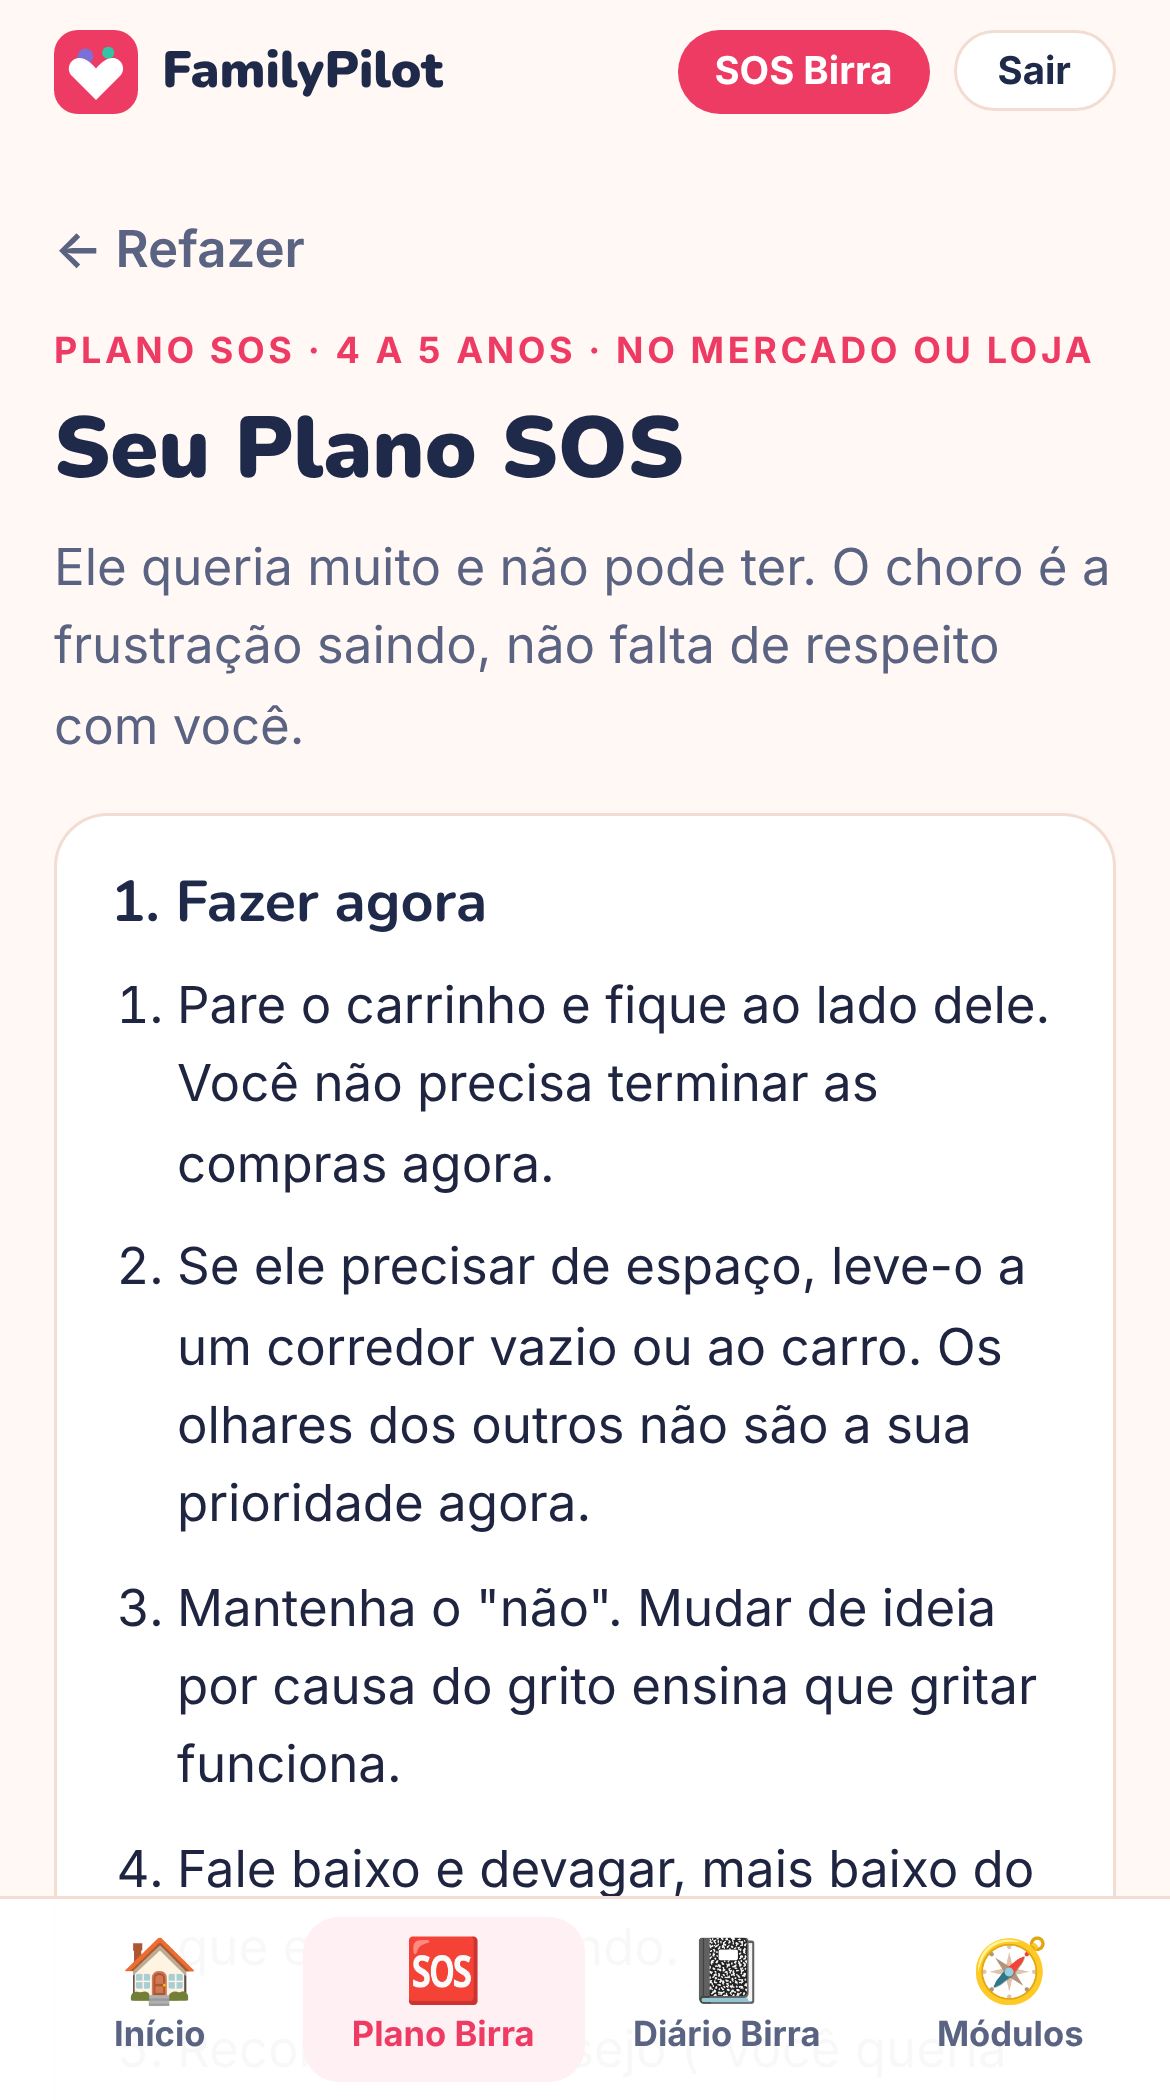 FamilyPilot
SOS Birra
Sair
← Refazer
PLANO SOS · 4 A 5 ANOS · NO MERCADO OU LOJA
Seu Plano SOS
Ele queria muito e não pode ter. O choro é a
frustração saindo, não falta de respeito
com você.
1. Fazer agora
1. Pare o carrinho e fique ao lado dele.
Você não precisa terminar as
compras agora.
2. Se ele precisar de espaço, leve-o a
um corredor vazio ou ao carro. Os
olhares dos outros não são a sua
prioridade agora.
3. Mantenha o "não". Mudar de ideia
por causa do grito ensina que gritar
funciona.
4. Fale baixo e devagar, mais baixo do
que
SOS
Início
Plano Birra
Diário Birra
Módulos
5. ("Você queria